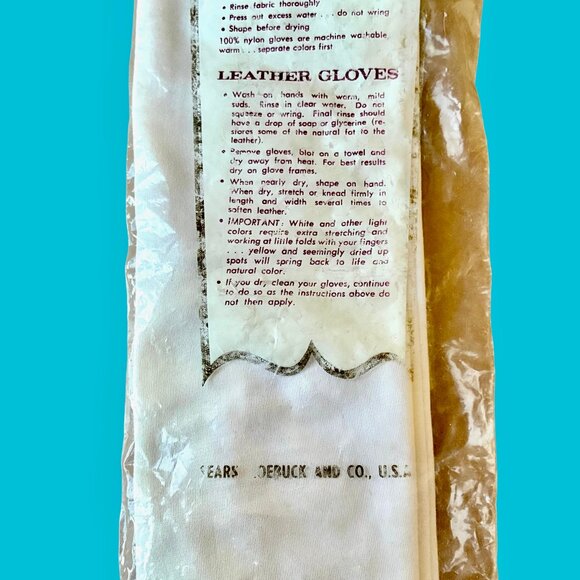 • Rinse fabric thoroughly
• Press out excess water . . . do not wring
• Shape before drying
100% nylon gloves are machine washable,
warm . . . separate colors first
LEATHER GLOVES
• Wash on hands with warm, mild
suds. Rinse in clear water. Do not
squeeze or wring. Final rinse should
have a drop of soap or glycerine (re-
stores some of the natural fat to the
leather).
• Remove gloves, blot on a towel and
dry away from heat. For best results
dry on glove frames.
• When nearly dry, shape on hand.
When dry, stretch or knead firmly in
length and width several times to
soften leather.
• IMPORTANT: White and other light
colors require extra stretching and
working at little folds with your fingers
. . . yellow and seemingly dried up
spots will spring back to life and
natural color.
• If you dry clean your gloves, continue
to do so as the instructions above do
not then apply.
SEARS OEBUCK AND CO., U.S.A